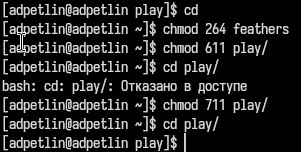 [adpetlin@adpetlin play]$ cd
[adpetlin@adpetlin ~]$ chmod 264 feathers
[adpetlin@adpetlin ~]$ chmod 611 play/
[adpetlin@adpetlin ~]$ cd play/
bash: cd: play/: Отказано в доступе
[adpetlin@adpetlin ~]$ chmod 711 play/
[adpetlin@adpetlin ~]$ cd play/
[adpetlin@adpetlin play]$